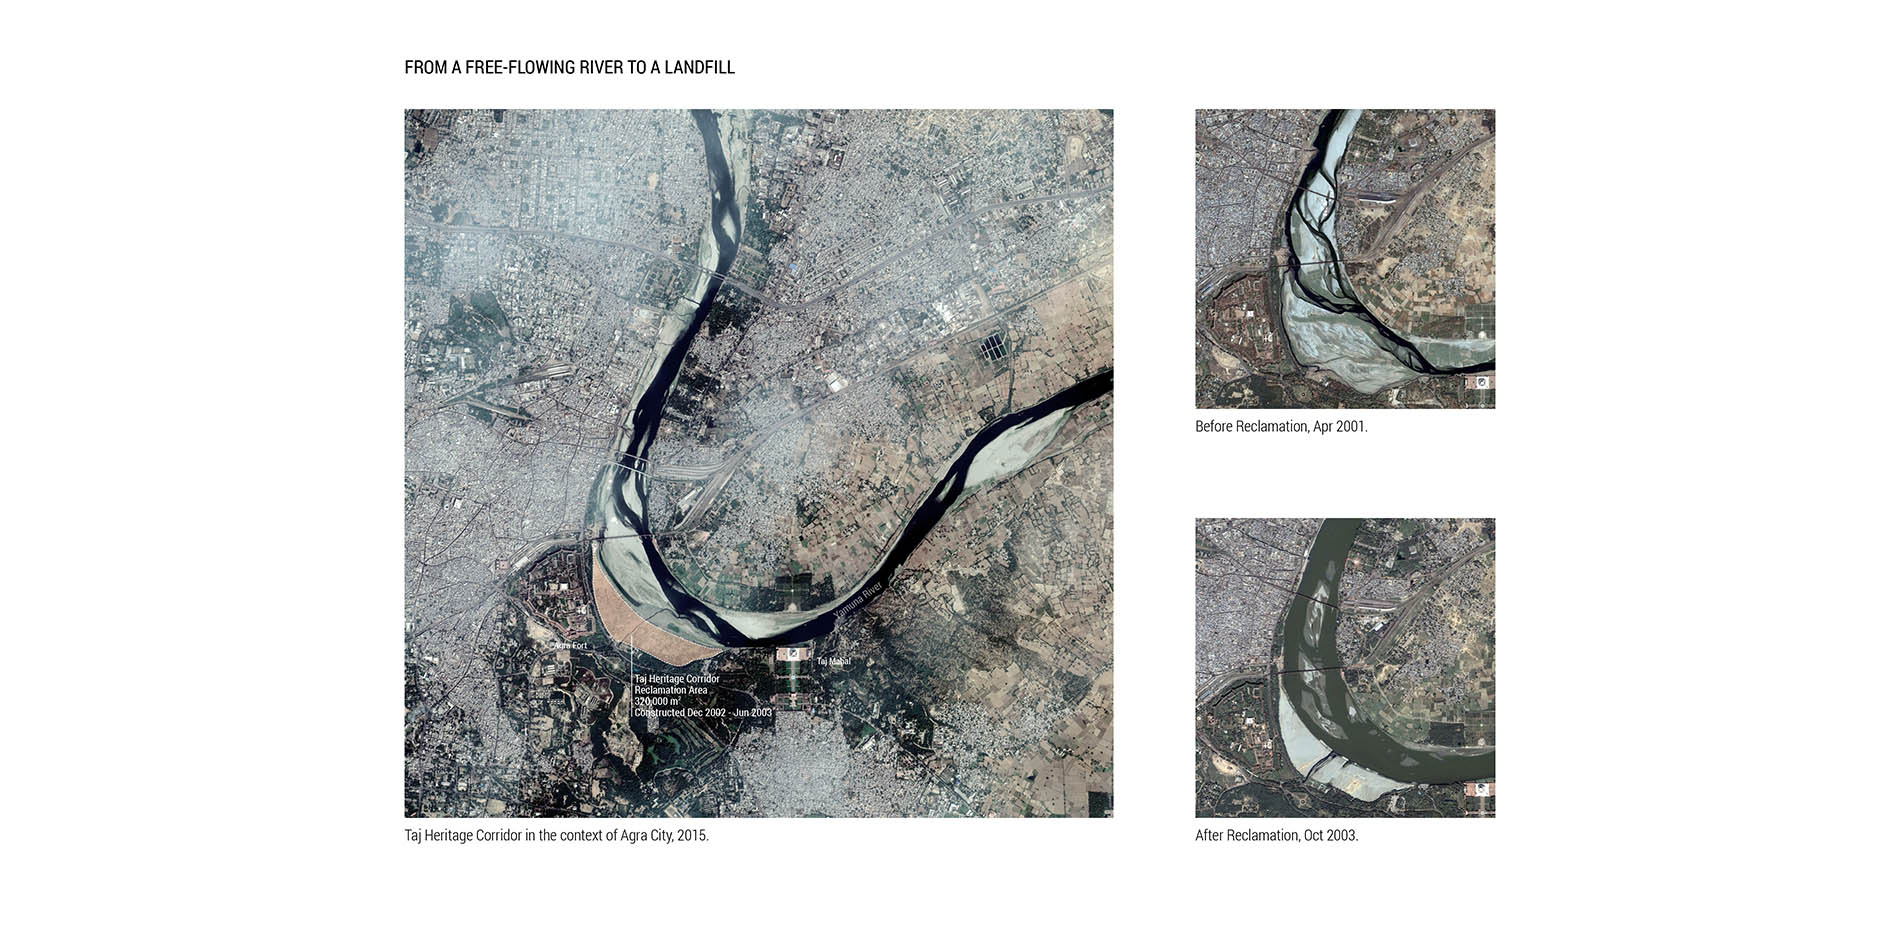 FROM A FREE-FLOWING RIVER TO A LANDFILL
Yamuna River
Agra Fort
Taj Mahal
Taj Heritage Corridor
Reclamation Area
320,000 m²
Constructed Dec 2002 - Jun 2003
Taj Heritage Corridor in the context of Agra City, 2015.
Before Reclamation, Apr 2001.
After Reclamation, Oct 2003.